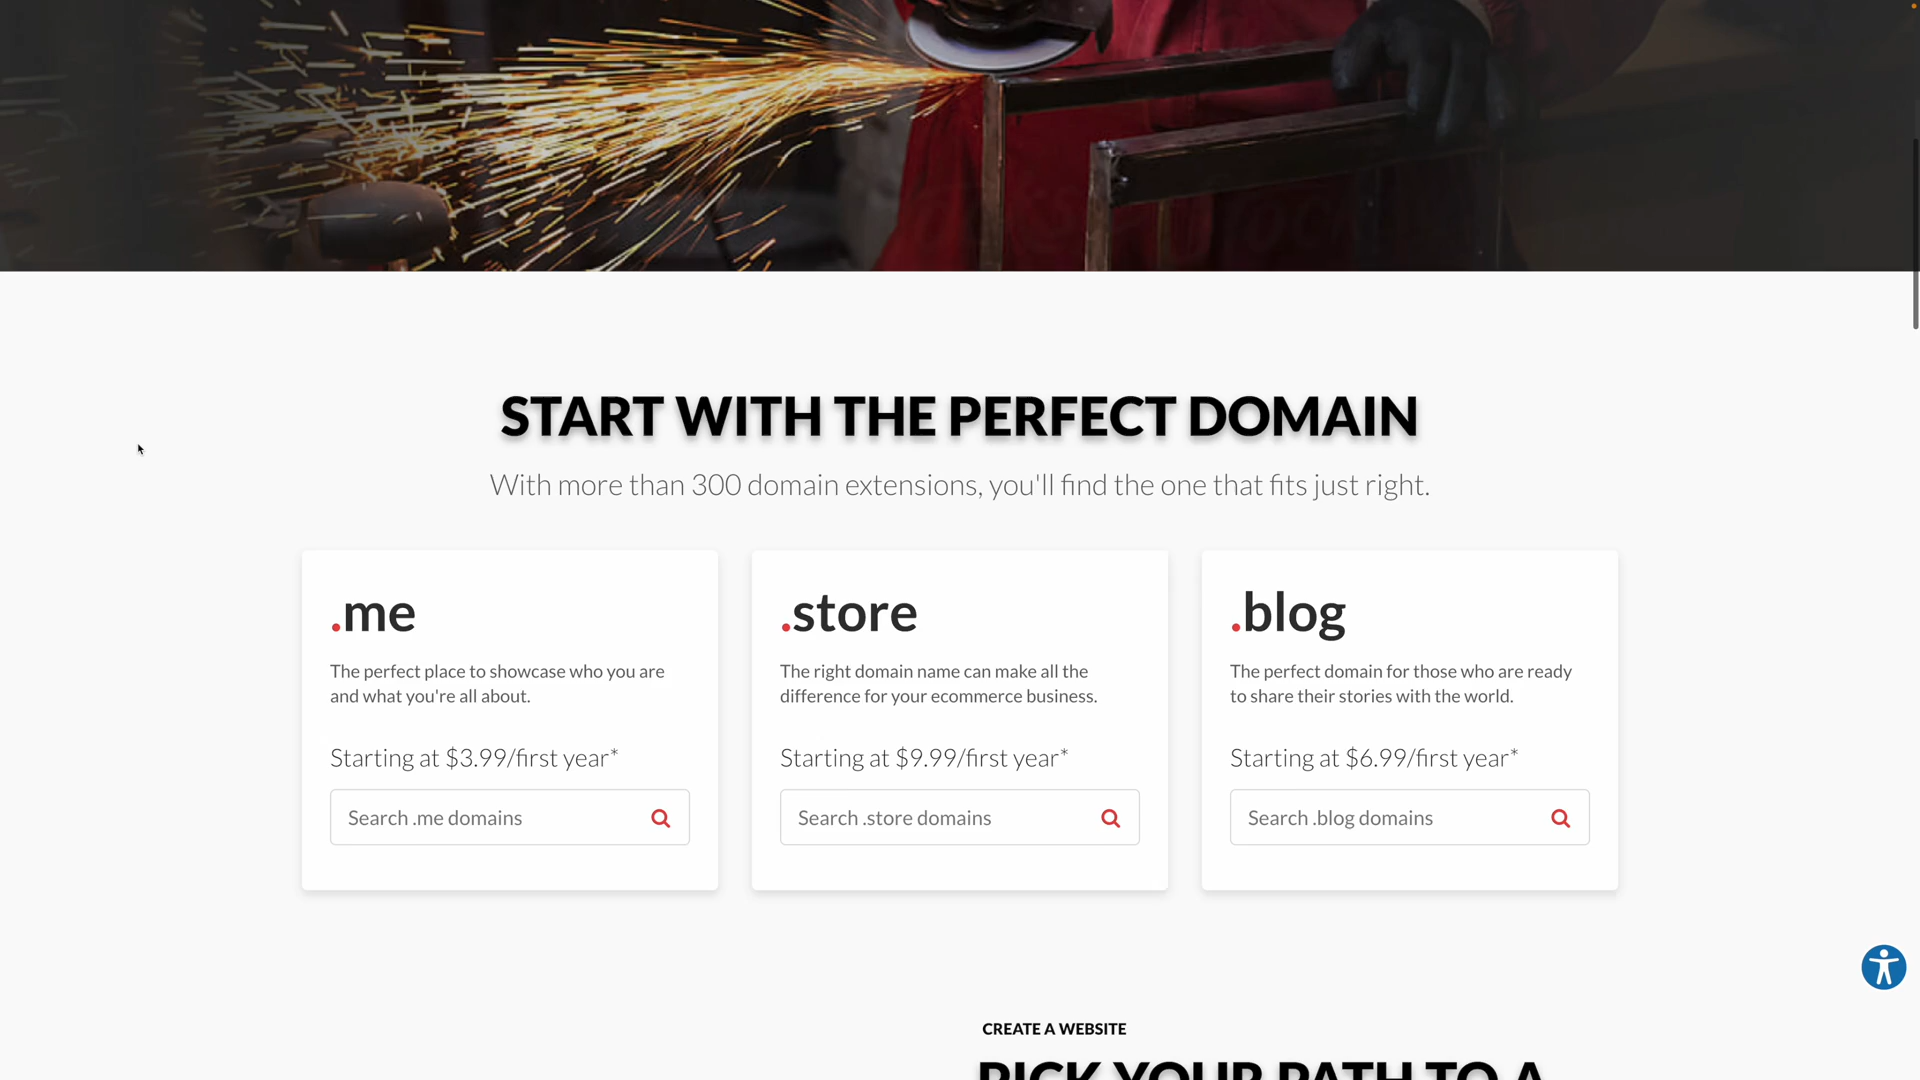 START WITH THE PERFECT DOMAIN
With more than 300 domain extensions, you'll find the one that fits just right.
.me
The perfect place to showcase who you are
and what you're all about.
Starting at $3.99/first year*
Search .me domains
.store
The right domain name can make all the
difference for your ecommerce business.
Starting at $9.99/first year*
Search .store domains
.blog
The perfect domain for those who are ready
to share their stories with the world.
Starting at $6.99/first year*
Search .blog domains
CREATE A WEBSITE
PICK YOUR PATH TO A